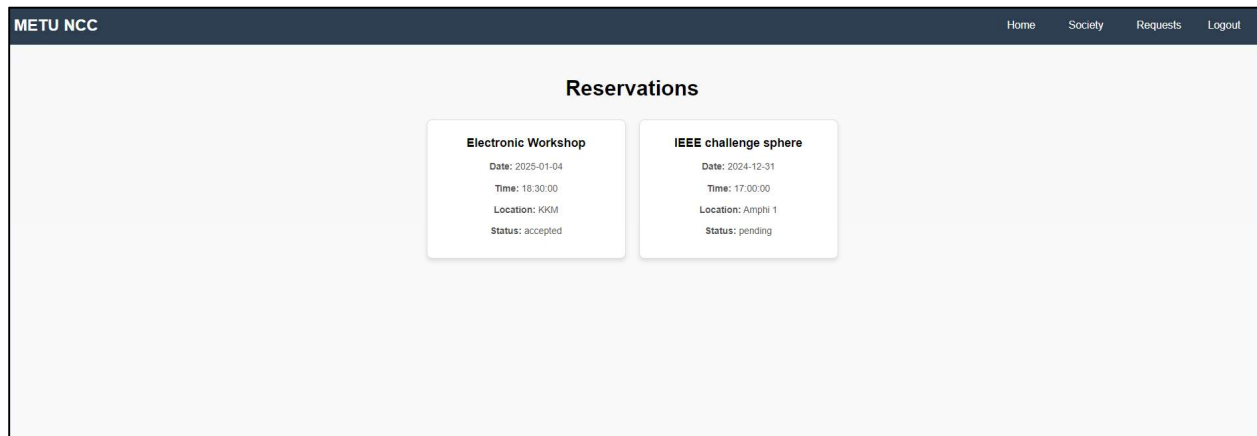 METU NCC
Home Society Requests Logout
Reservations
Electronic Workshop
Date: 2025-01-04
Time: 18:30:00
Location: KKM
Status: accepted
IEEE challenge sphere
Date: 2024-12-31
Time: 17:00:00
Location: Amphi 1
Status: pending